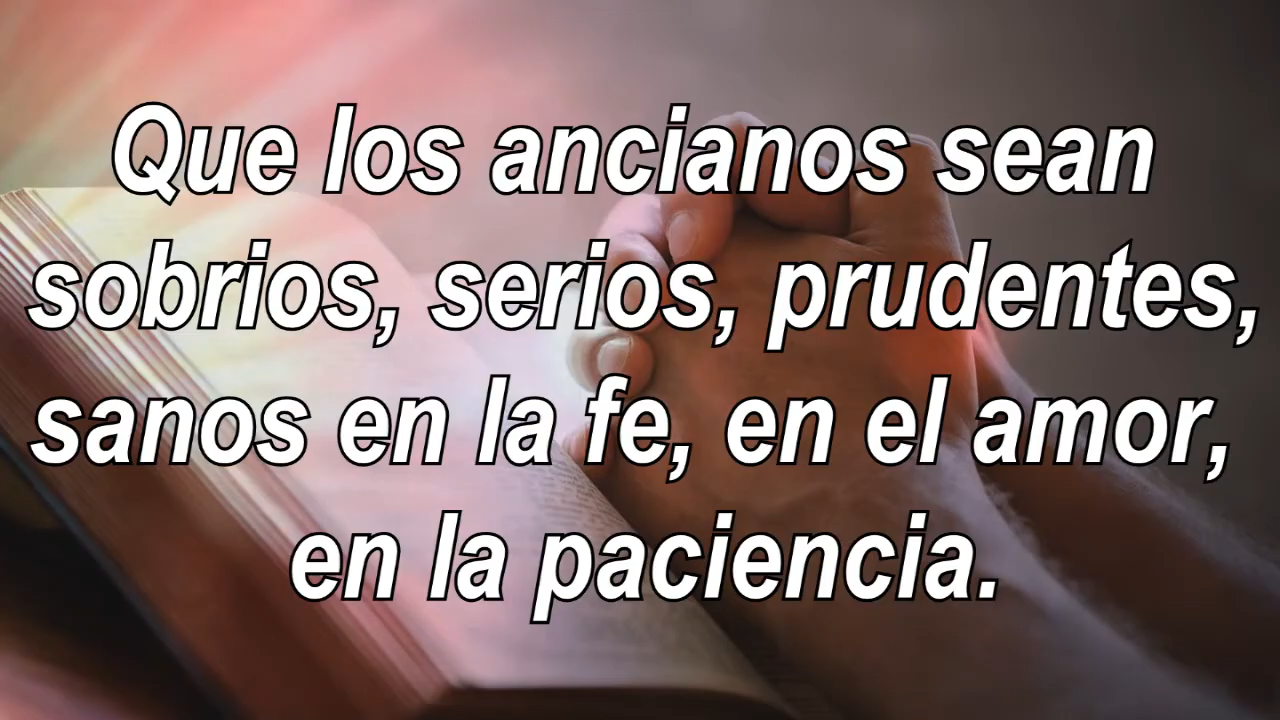 Que los ancianos sean
sobrios, serios, prudentes,
sanos en la fe, en el amor,
en la paciencia.